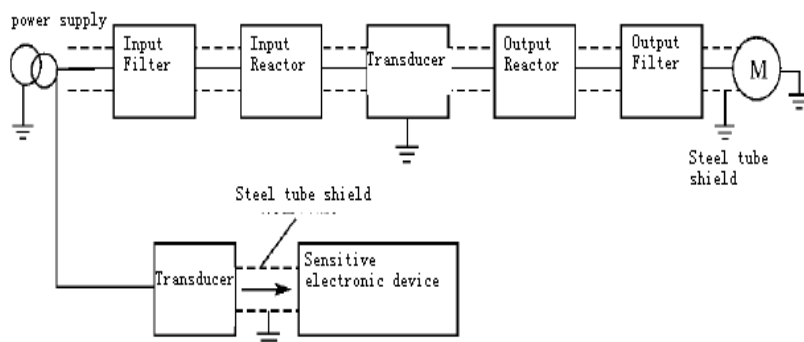 power supply
Input
Filter
Input
Reactor
Transducer
Output
Reactor
Output
Filter
M
Steel tube
shield
Steel tube shield
Transducer
Sensitive
electronic device